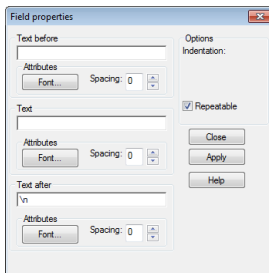 Field properties
Text before
Attributes
Font...
Spacing: 0
Text
Attributes
Font...
Spacing: 0
Text after
\n
Attributes
Font...
Spacing: 0
Options
Indentation:
Repeatable
Close
Apply
Help